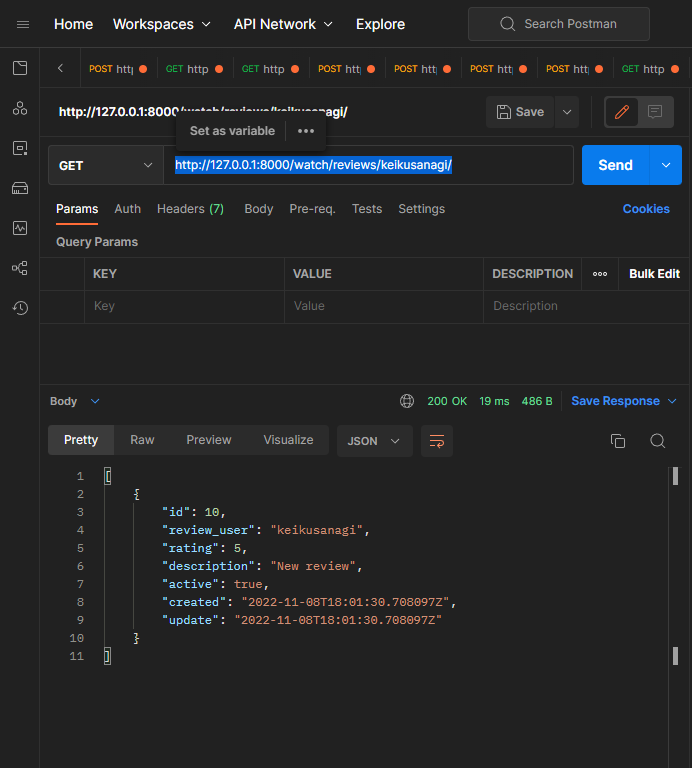 Home Workspaces API Network Explore Search Postman
POST http GET http GET http POST http POST http POST http POST http GET http
http://127.0.0.1:8000/watch/reviews/keikusanagi/ Save
Set as variable
GET http://127.0.0.1:8000/watch/reviews/keikusanagi/ Send
Params Auth Headers (7) Body Pre-req. Tests Settings Cookies
Query Params
KEY VALUE DESCRIPTION Bulk Edit
Key Value Description
Body 200 OK 19 ms 486 B Save Response
Pretty Raw Preview Visualize JSON
1 [
2 {
3 "id": 10,
4 "review_user": "keikusanagi",
5 "rating": 5,
6 "description": "New review",
7 "active": true,
8 "created": "2022-11-08T18:01:30.708097Z",
9 "update": "2022-11-08T18:01:30.708097Z"
10 }
11 ]